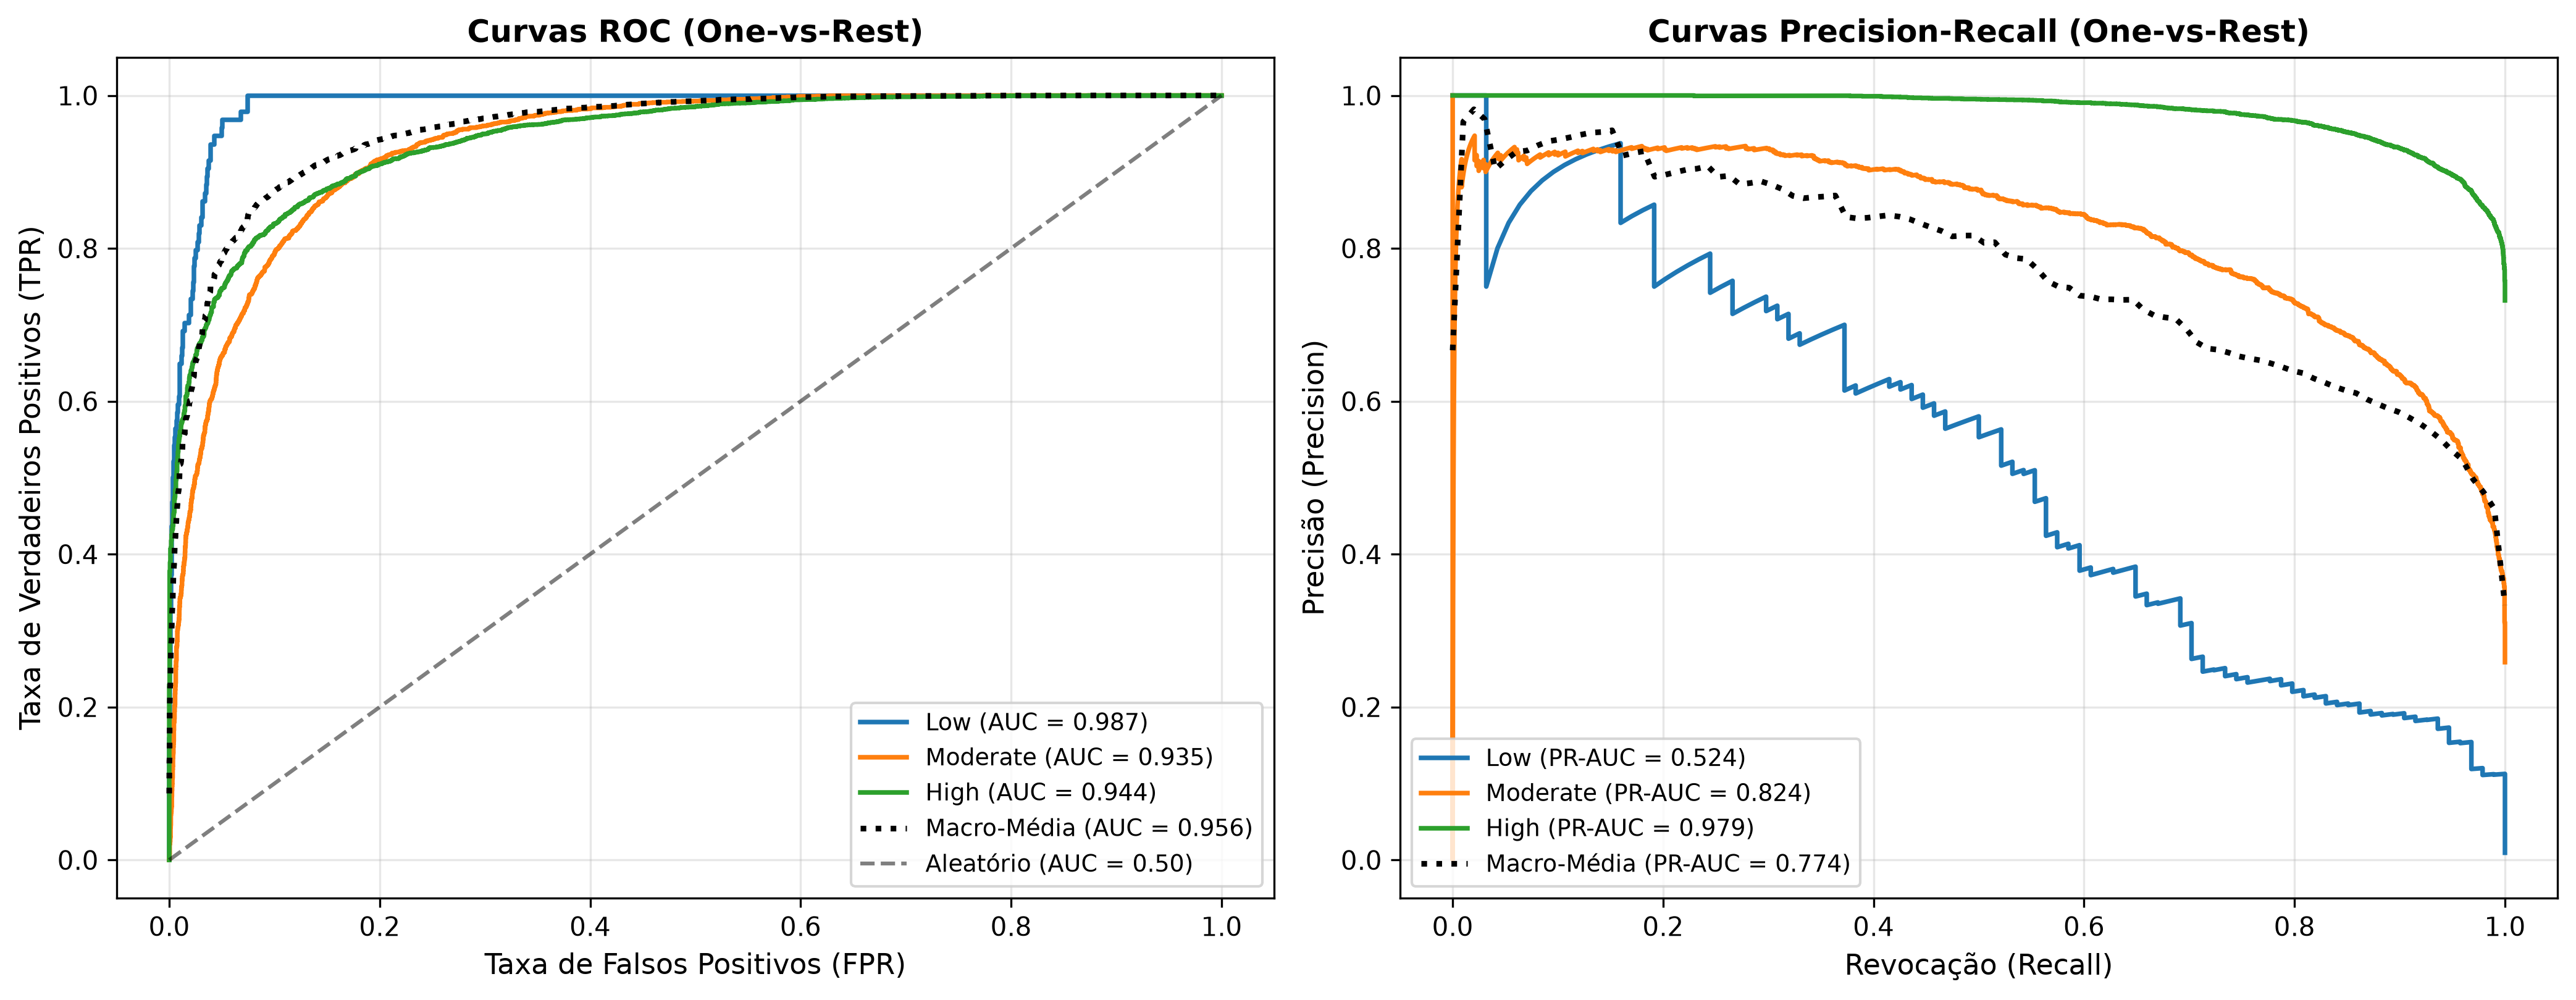 Curvas ROC (One-vs-Rest)
Taxa de Verdadeiros Positivos (TPR)
1.0
0.8
0.6
0.4
0.2
0.0
0.0 0.2 0.4 0.6 0.8 1.0
Taxa de Falsos Positivos (FPR)
Low (AUC = 0.987)
Moderate (AUC = 0.935)
High (AUC = 0.944)
Macro-Média (AUC = 0.956)
Aleatório (AUC = 0.50)
Curvas Precision-Recall (One-vs-Rest)
Precisão (Precision)
1.0
0.8
0.6
0.4
0.2
0.0
0.0 0.2 0.4 0.6 0.8 1.0
Revocação (Recall)
Low (PR-AUC = 0.524)
Moderate (PR-AUC = 0.824)
High (PR-AUC = 0.979)
Macro-Média (PR-AUC = 0.774)